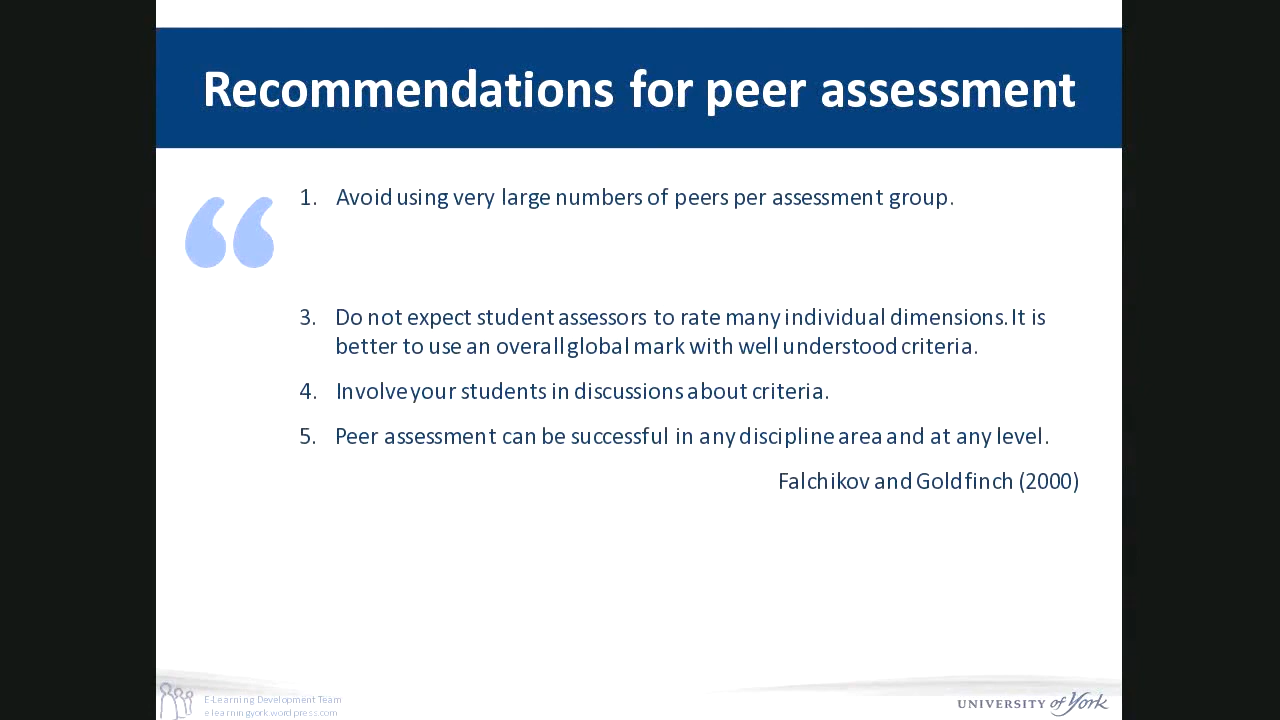 Recommendations for peer assessment
1. Avoid using very large numbers of peers per assessment group.
3. Do not expect student assessors to rate many individual dimensions. It is
better to use an overall global mark with well understood criteria.
4. Involve your students in discussions about criteria.
5. Peer assessment can be successful in any discipline area and at any level.
Falchikov and Goldfinch (2000)
E-Learning Development Team
elearningyork.wordpress.com
UNIVERSITY of York